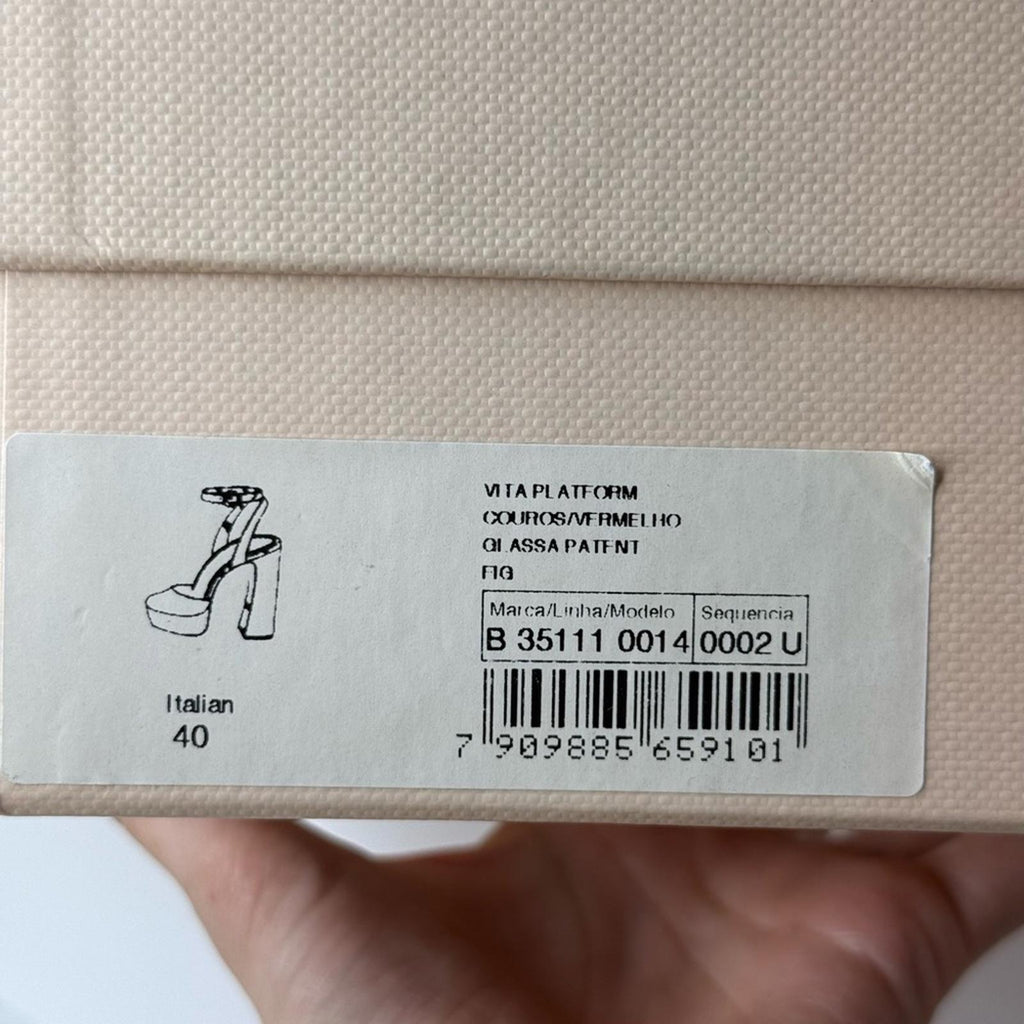 VITA PLATFORM
COUROS/VERMELHO
GLASSA PATENT
FIG
Marca/Linha/Modelo Sequencia
B 35111 0014 0002 U
7 909885 659101
Italian
40